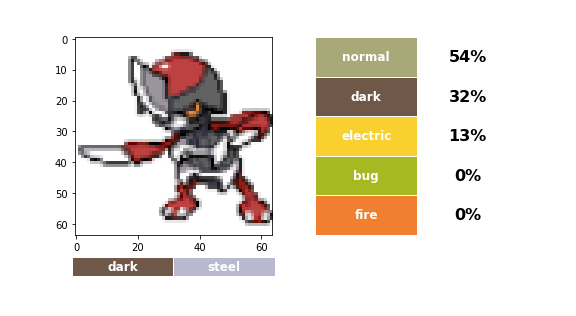 0
10
20
30
40
50
60
0 20 40 60
dark steel
normal 54%
dark 32%
electric 13%
bug 0%
fire 0%